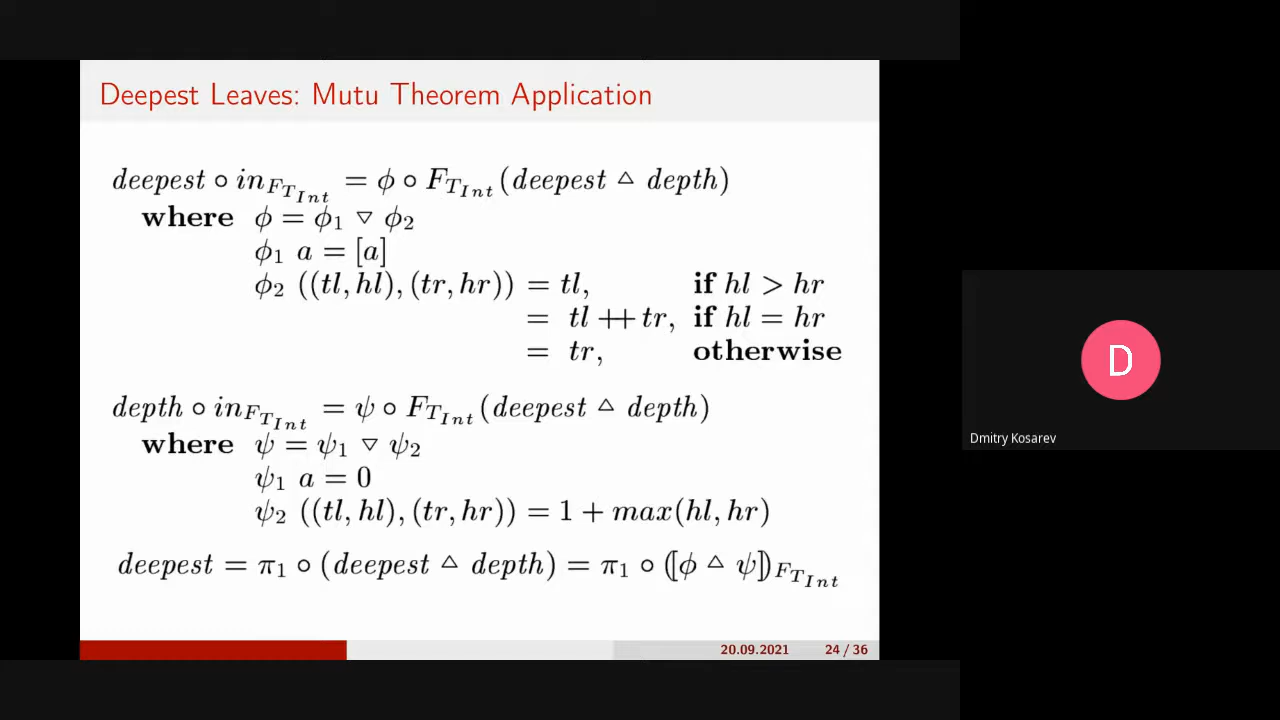 Deepest Leaves: Mutu Theorem Application
deepest ∘ in_{F_{T_{Int}}} = ϕ ∘ F_{T_{Int}} (deepest △ depth)
where ϕ = ϕ₁ ▽ ϕ₂
ϕ₁ a = [a]
ϕ₂ ((tl, hl), (tr, hr)) = tl, if hl > hr
= tl ++ tr, if hl = hr
= tr, otherwise
depth ∘ in_{F_{T_{Int}}} = ψ ∘ F_{T_{Int}} (deepest △ depth)
where ψ = ψ₁ ▽ ψ₂
ψ₁ a = 0
ψ₂ ((tl, hl), (tr, hr)) = 1 + max(hl, hr)
deepest = π₁ ∘ (deepest △ depth) = π₁ ∘ ⦇ϕ △ ψ⦈_{F_{T_{Int}}}
20.09.2021 24 / 36
D
Dmitry Kosarev